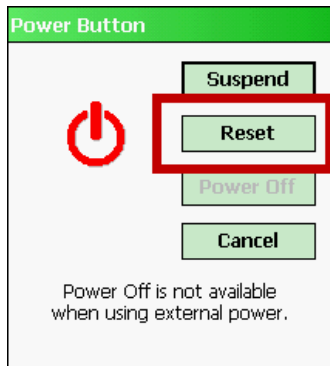 Power Button
Suspend
Reset
Power Off
Cancel
Power Off is not available
when using external power.